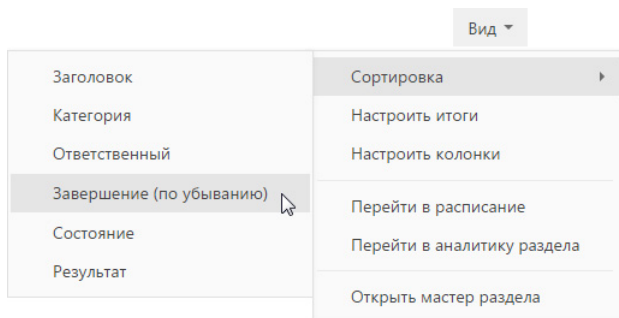 Вид
Сортировка
Настроить итоги
Настроить колонки
Перейти в расписание
Перейти в аналитику раздела
Открыть мастер раздела
Заголовок
Категория
Ответственный
Завершение (по убыванию)
Состояние
Результат